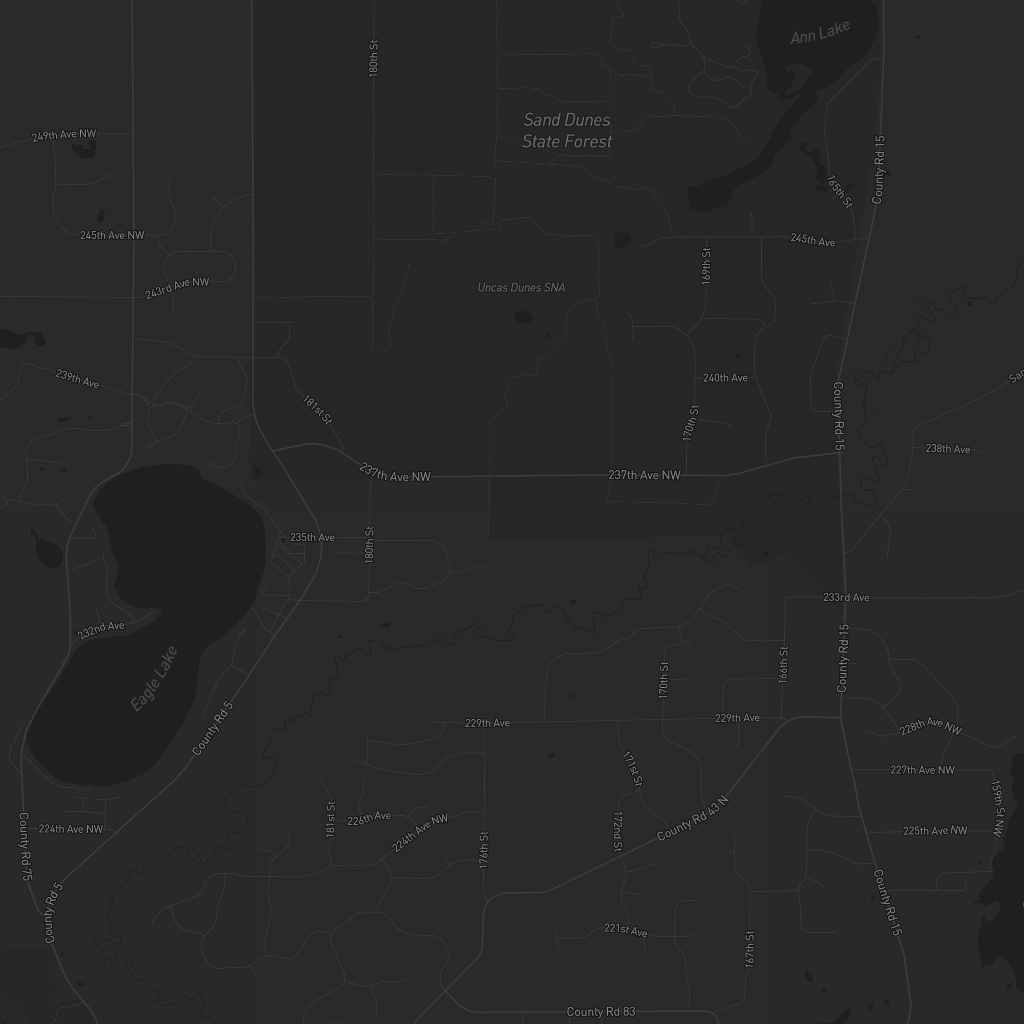 Ann Lake
180th St
Sand Dunes
State Forest
249th Ave NW
County Rd 15
165th St
245th Ave NW
245th Ave
169th St
243rd Ave NW
Uncas Dunes SNA
239th Ave
240th Ave
181st St
170th St
County Rd 15
238th Ave
237th Ave NW
237th Ave NW
235th Ave
180th St
233rd Ave
232nd Ave
County Rd 15
Eagle Lake
170th St
166th St
County Rd 5
229th Ave
229th Ave
228th Ave NW
171st St
227th Ave NW
159th St NW
181st St
226th Ave
224th Ave NW
172nd St
County Rd 43 N
224th Ave NW
225th Ave NW
County Rd 75
176th St
County Rd 5
County Rd 15
221st Ave
167th St
County Rd 83